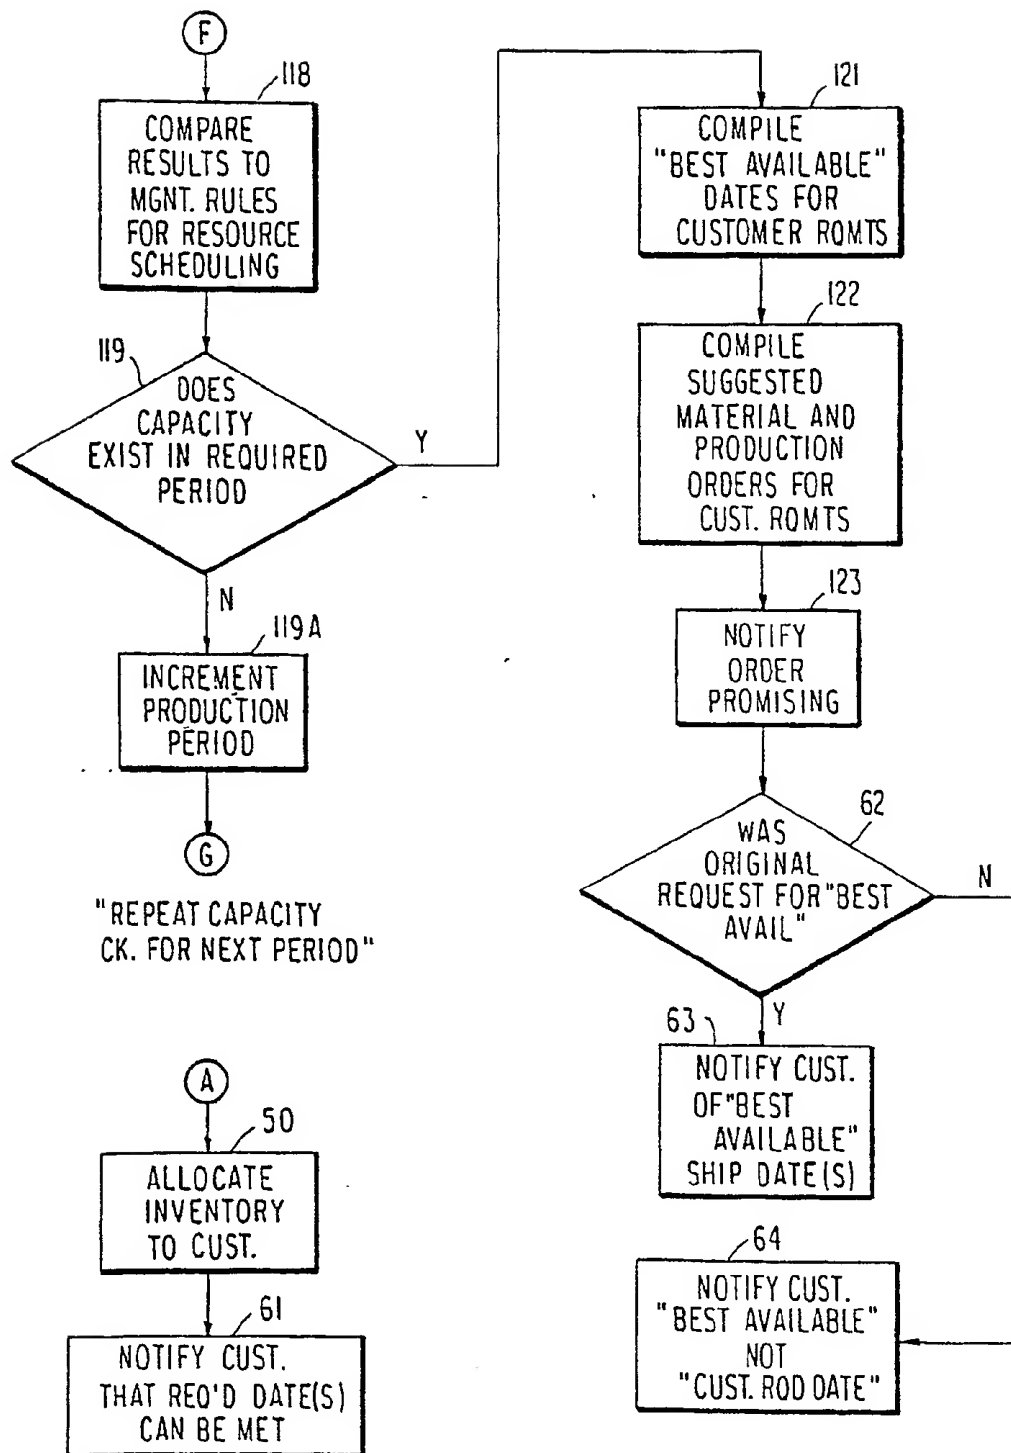 F
118
COMPARE
RESULTS TO
MGNT. RULES
FOR RESOURCE
SCHEDULING
119
DOES
CAPACITY
EXIST IN REQUIRED
PERIOD
Y
N
119A
INCREMENT
PRODUCTION
PERIOD
G
"REPEAT CAPACITY
CK. FOR NEXT PERIOD"
A
50
ALLOCATE
INVENTORY
TO CUST.
61
NOTIFY CUST.
THAT REQ'D DATE(S)
CAN BE MET
121
COMPILE
"BEST AVAILABLE"
DATES FOR
CUSTOMER RQMTS
122
COMPILE
SUGGESTED
MATERIAL AND
PRODUCTION
ORDERS FOR
CUST. RQMTS
123
NOTIFY
ORDER
PROMISING
62
WAS
ORIGINAL
REQUEST FOR "BEST
AVAIL"
N
Y
63
NOTIFY CUST.
OF "BEST
AVAILABLE"
SHIP DATE(S)
64
NOTIFY CUST.
"BEST AVAILABLE"
NOT
"CUST. RQD DATE"